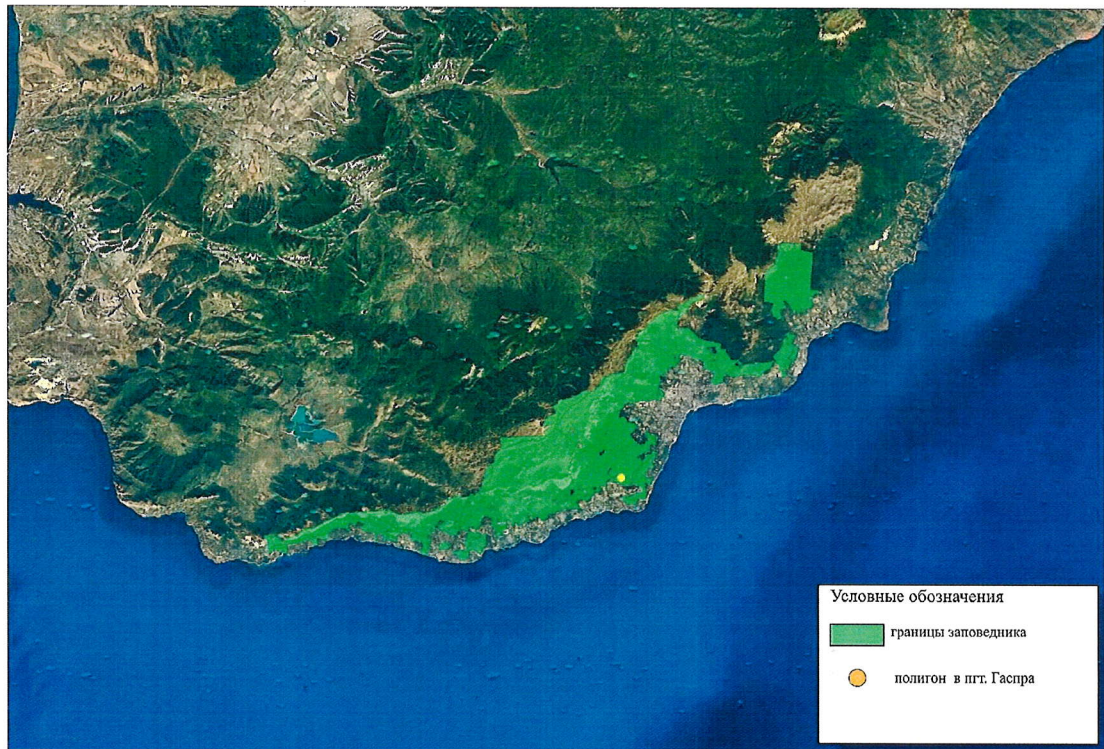 Условные обозначения
границы заповедника
полигон в пгт. Гаспра